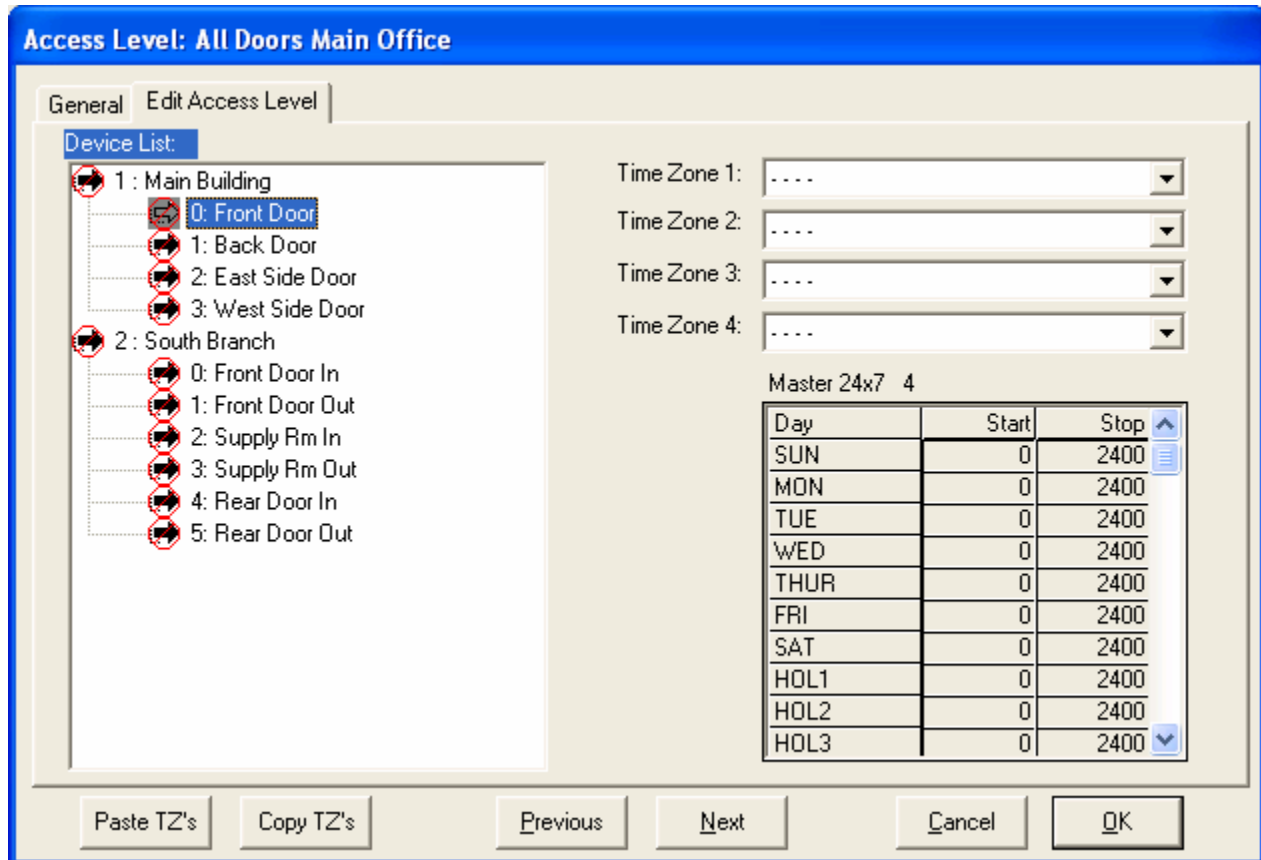 Access Level: All Doors Main Office
General Edit Access Level
Device List:
1 : Main Building
0: Front Door
1: Back Door
2: East Side Door
3: West Side Door
2 : South Branch
0: Front Door In
1: Front Door Out
2: Supply Rm In
3: Supply Rm Out
4: Rear Door In
5: Rear Door Out
Time Zone 1: - - - -
Time Zone 2: - - - -
Time Zone 3: - - - -
Time Zone 4: - - - -
Master 24x7 4
Day Start Stop
SUN 0 2400
MON 0 2400
TUE 0 2400
WED 0 2400
THUR 0 2400
FRI 0 2400
SAT 0 2400
HOL1 0 2400
HOL2 0 2400
HOL3 0 2400
Paste TZ's Copy TZ's Previous Next Cancel OK